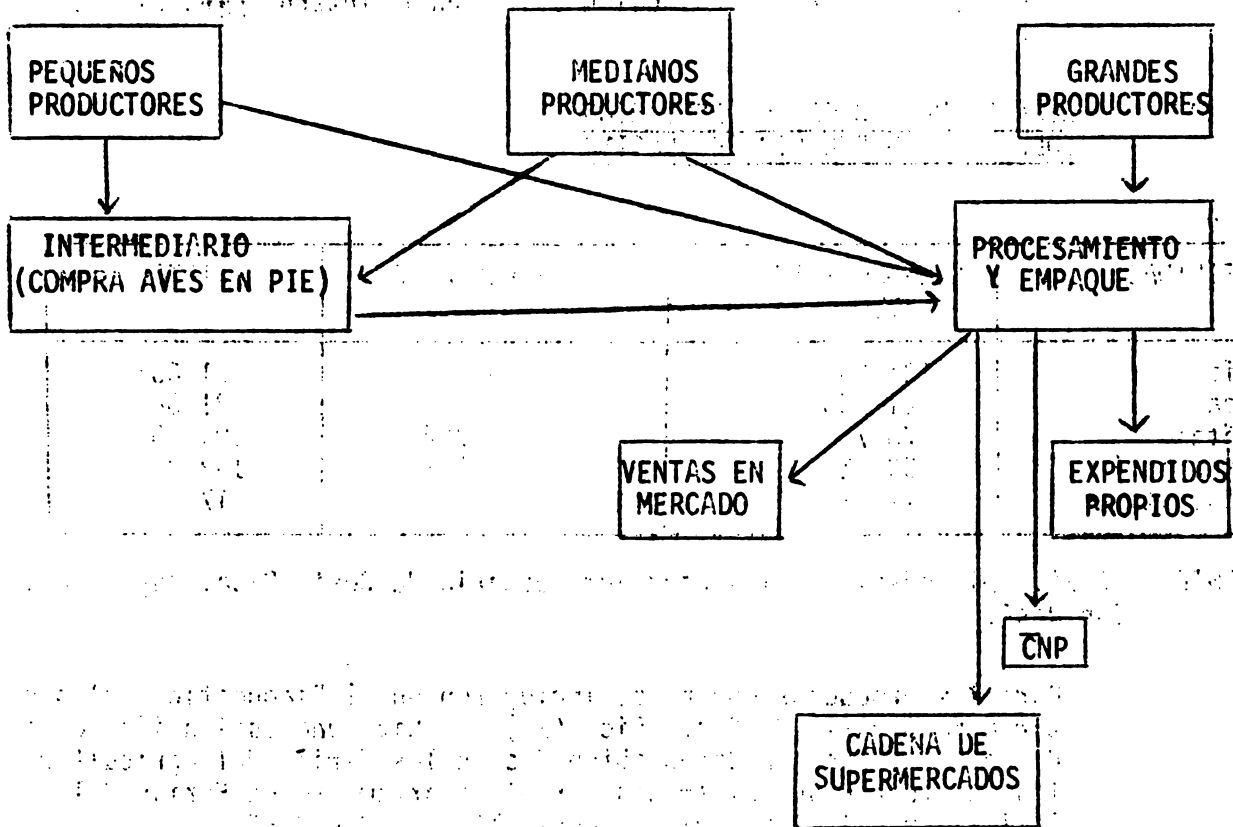 PEQUEÑOS
PRODUCTORES
MEDIANOS
PRODUCTORES
GRANDES
PRODUCTORES
INTERMEDIARIO
(COMPRA AVES EN PIE)
PROCESAMIENTO
Y EMPAQUE
VENTAS EN
MERCADO
EXPENDIDOS
PROPIOS
CNP
CADENA DE
SUPERMERCADOS